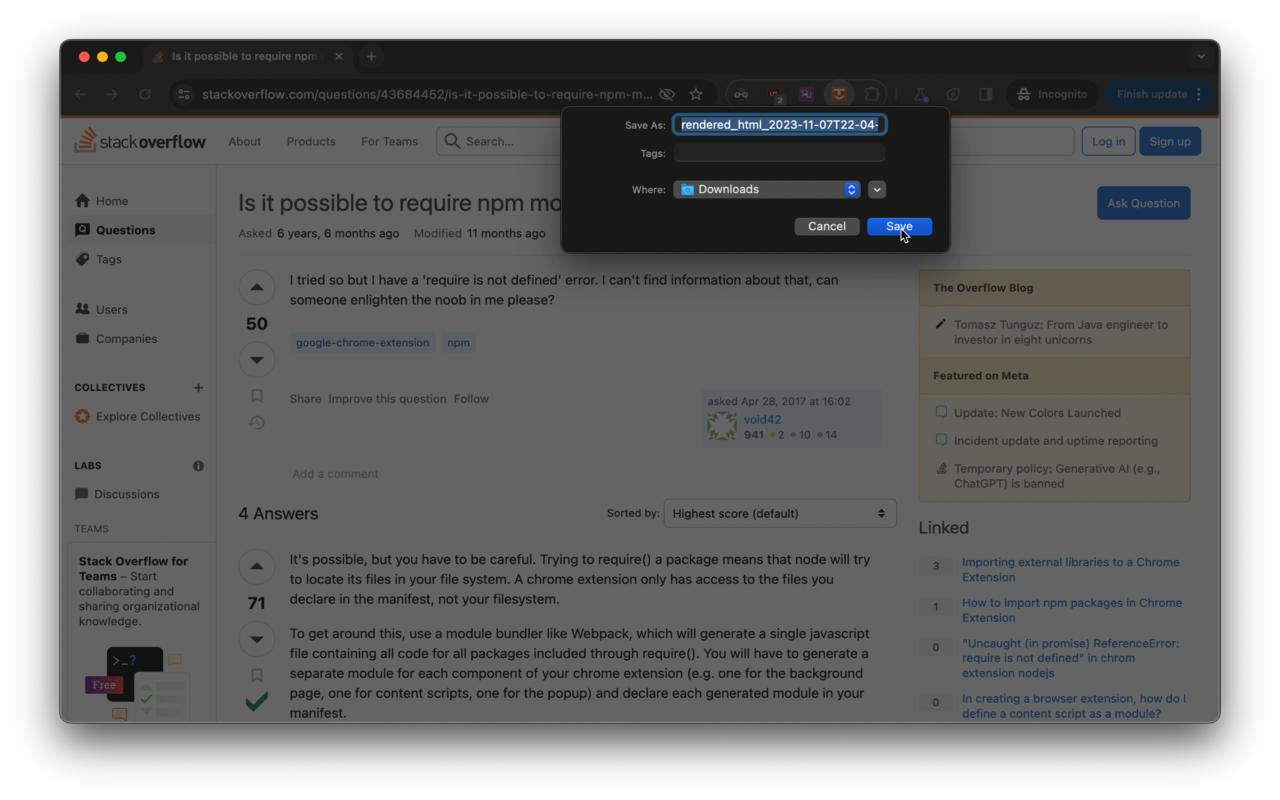 Is it possible to require npm
stackoverflow.com/questions/43684452/is-it-possible-to-require-npm-m...
2
Incognito
Finish update
Save As: rendered_html_2023-11-07T22-04-
Tags:
Where: Downloads
Cancel
Save
stackoverflow
About
Products
For Teams
Search...
Log in
Sign up
Home
Questions
Tags
Users
Companies
COLLECTIVES
Explore Collectives
LABS
Discussions
TEAMS
Stack Overflow for
Teams – Start
collaborating and
sharing organizational
knowledge.
>_?
Free
Is it possible to require npm mo
Asked 6 years, 6 months ago Modified 11 months ago
Ask Question
50
I tried so but I have a 'require is not defined' error. I can't find information about that, can
someone enlighten the noob in me please?
google-chrome-extension npm
Share Improve this question Follow
asked Apr 28, 2017 at 16:02
void42
941 2 10 14
Add a comment
4 Answers
Sorted by: Highest score (default)
71
It's possible, but you have to be careful. Trying to require() a package means that node will try
to locate its files in your file system. A chrome extension only has access to the files you
declare in the manifest, not your filesystem.
To get around this, use a module bundler like Webpack, which will generate a single javascript
file containing all code for all packages included through require(). You will have to generate a
separate module for each component of your chrome extension (e.g. one for the background
page, one for content scripts, one for the popup) and declare each generated module in your
manifest.
The Overflow Blog
Tomasz Tunguz: From Java engineer to
investor in eight unicorns
Featured on Meta
Update: New Colors Launched
Incident update and uptime reporting
Temporary policy: Generative AI (e.g.,
ChatGPT) is banned
Linked
3 Importing external libraries to a Chrome
Extension
1 How to import npm packages in Chrome
Extension
0 "Uncaught (in promise) ReferenceError:
require is not defined" in chrom
extension nodejs
0 In creating a browser extension, how do I
define a content script as a module?